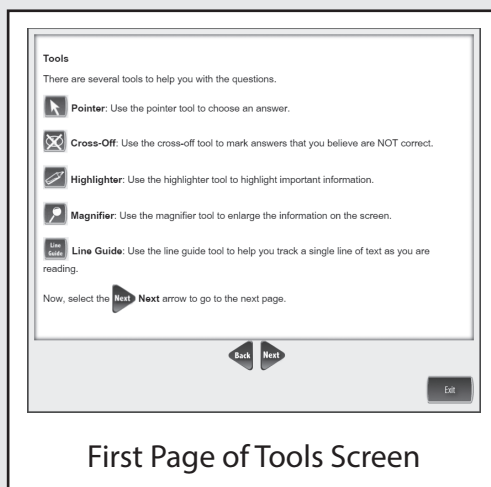 Tools
There are several tools to help you with the questions.
Pointer: Use the pointer tool to choose an answer.
Cross-Off: Use the cross-off tool to mark answers that you believe are NOT correct.
Highlighter: Use the highlighter tool to highlight important information.
Magnifier: Use the magnifier tool to enlarge the information on the screen.
Line
Guide Line Guide: Use the line guide tool to help you track a single line of text as you are
reading.
Now, select the Next Next arrow to go to the next page.
Back Next
Exit
First Page of Tools Screen